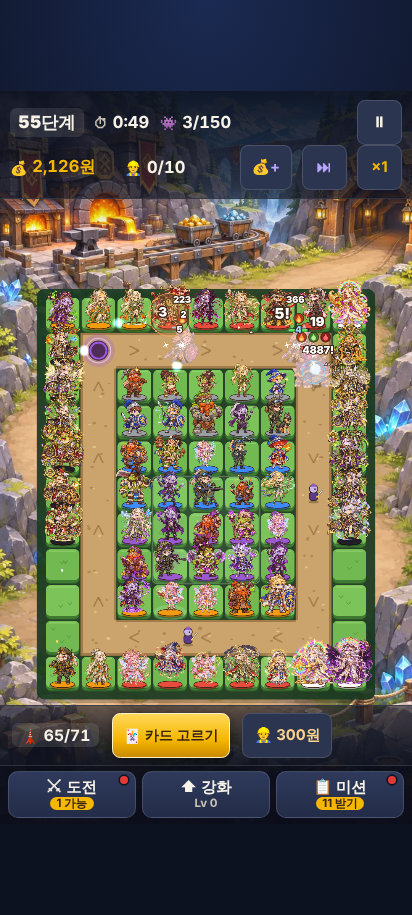 55단계 0:49 3/150
2,126원 0/10 + ×1
223 366
3 2 5! 19
5 4
4887!
65/71 카드 고르기 300원
도전 강화 미션
1 가능 Lv 0 11 받기